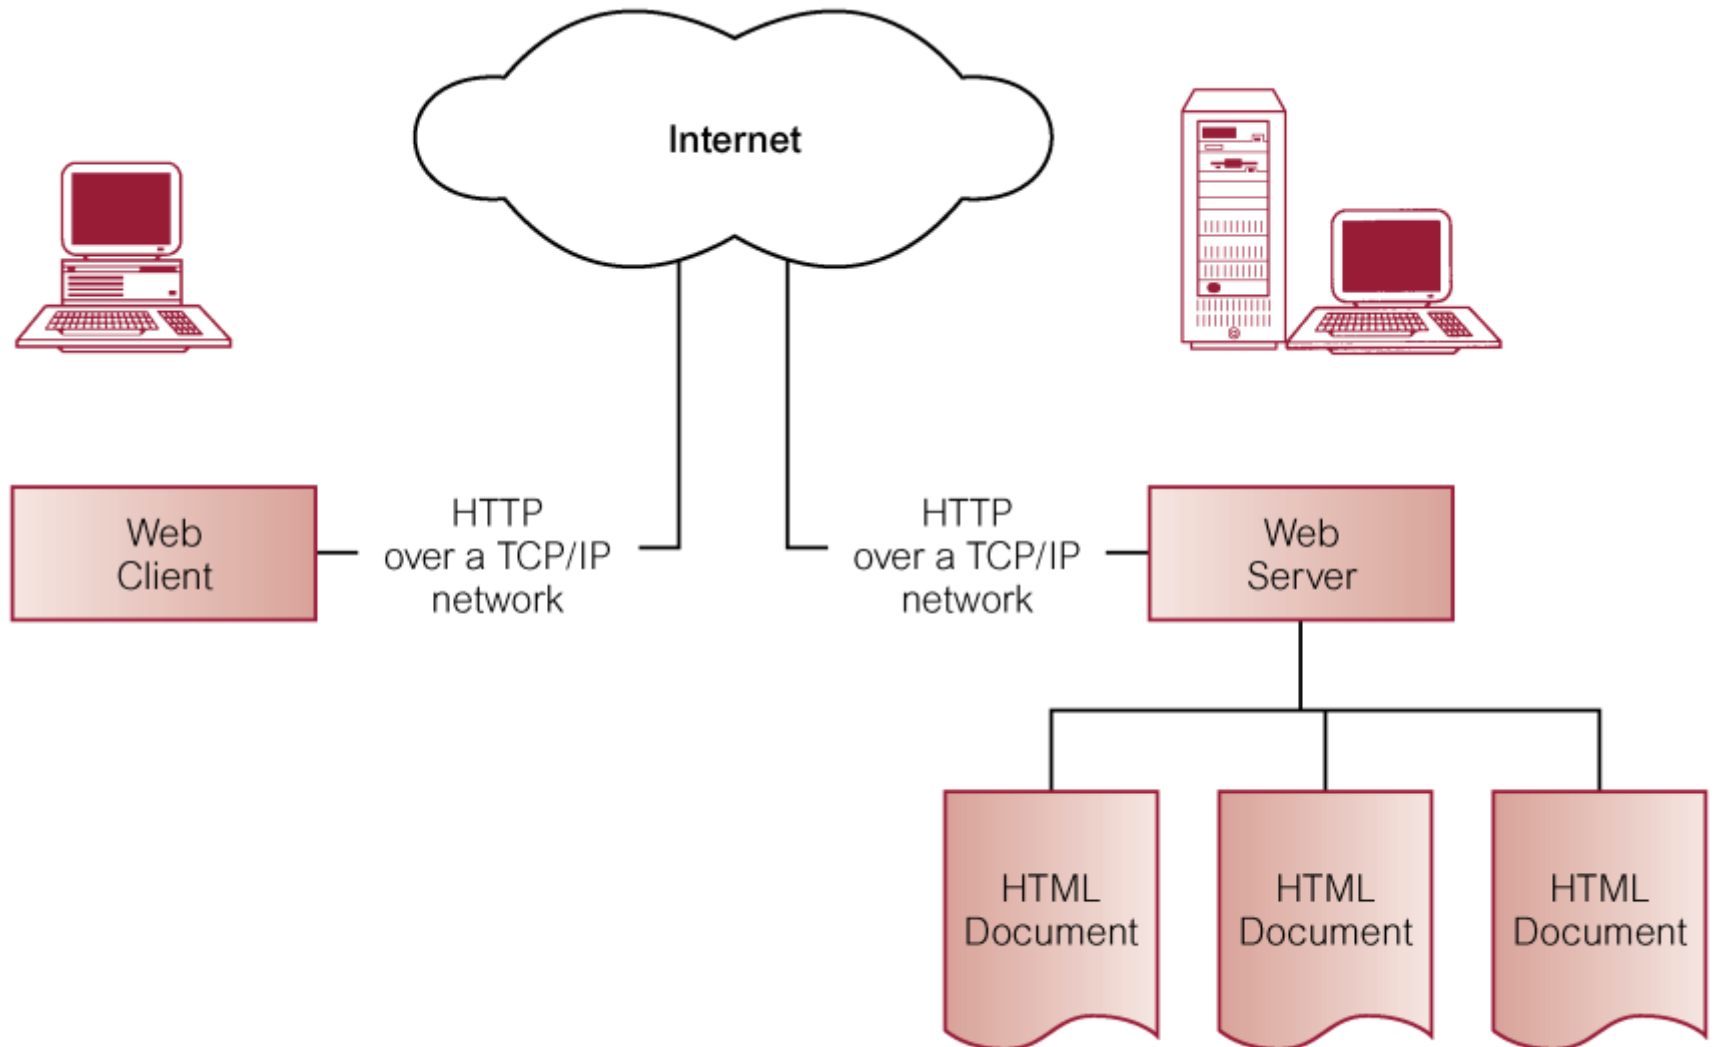 Internet
Web
Client
HTTP
over a TCP/IP
network
HTTP
over a TCP/IP
network
Web
Server
HTML
Document
HTML
Document
HTML
Document